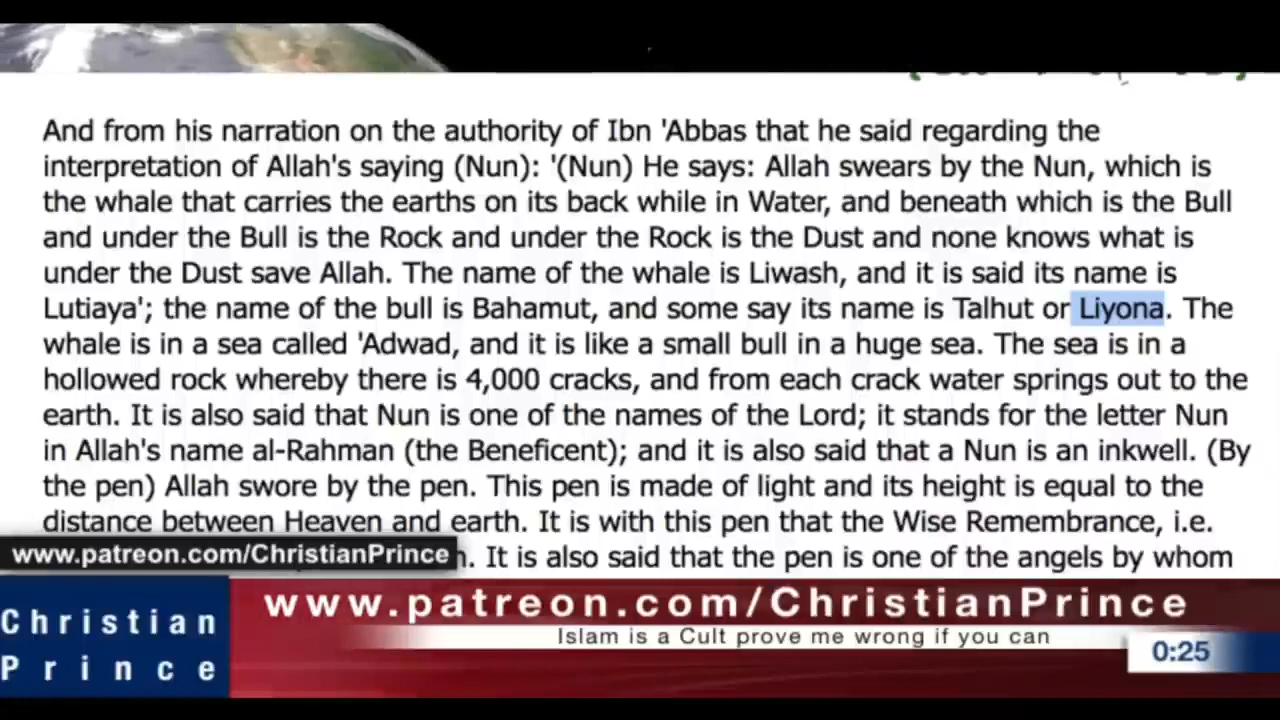 And from his narration on the authority of Ibn 'Abbas that he said regarding the
interpretation of Allah's saying (Nun): '(Nun) He says: Allah swears by the Nun, which is
the whale that carries the earths on its back while in Water, and beneath which is the Bull
and under the Bull is the Rock and under the Rock is the Dust and none knows what is
under the Dust save Allah. The name of the whale is Liwash, and it is said its name is
Lutiaya'; the name of the bull is Bahamut, and some say its name is Talhut or Liyona. The
whale is in a sea called 'Adwad, and it is like a small bull in a huge sea. The sea is in a
hollowed rock whereby there is 4,000 cracks, and from each crack water springs out to the
earth. It is also said that Nun is one of the names of the Lord; it stands for the letter Nun
in Allah's name al-Rahman (the Beneficent); and it is also said that a Nun is an inkwell. (By
the pen) Allah swore by the pen. This pen is made of light and its height is equal to the
distance between Heaven and earth. It is with this pen that the Wise Remembrance, i.e.
www.patreon.com/ChristianPrince
It is also said that the pen is one of the angels by whom
www.patreon.com/ChristianPrince
Islam is a Cult prove me wrong if you can
Christian
Prince
0:25